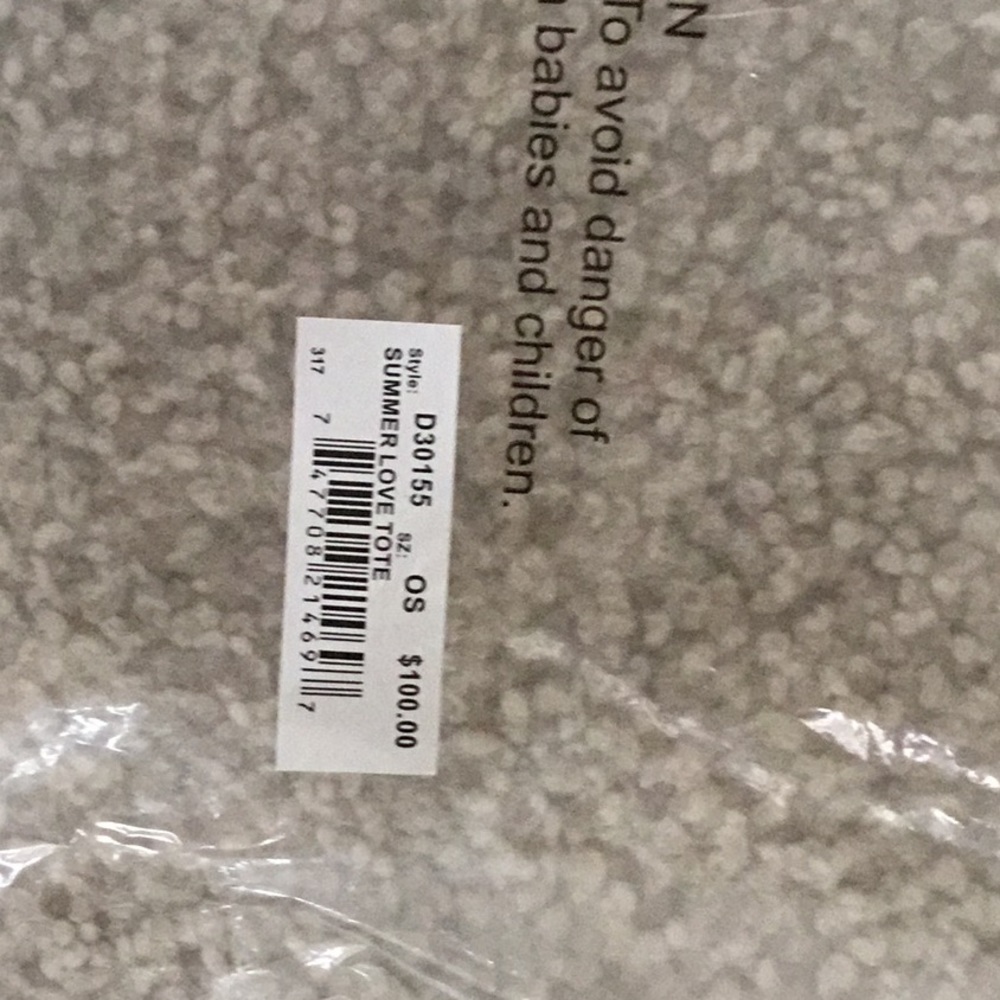 N
To avoid danger of
babies and children.
Style: D30155 SZ: OS $100.00
SUMMER LOVE TOTE
317 7 47708 21469 7